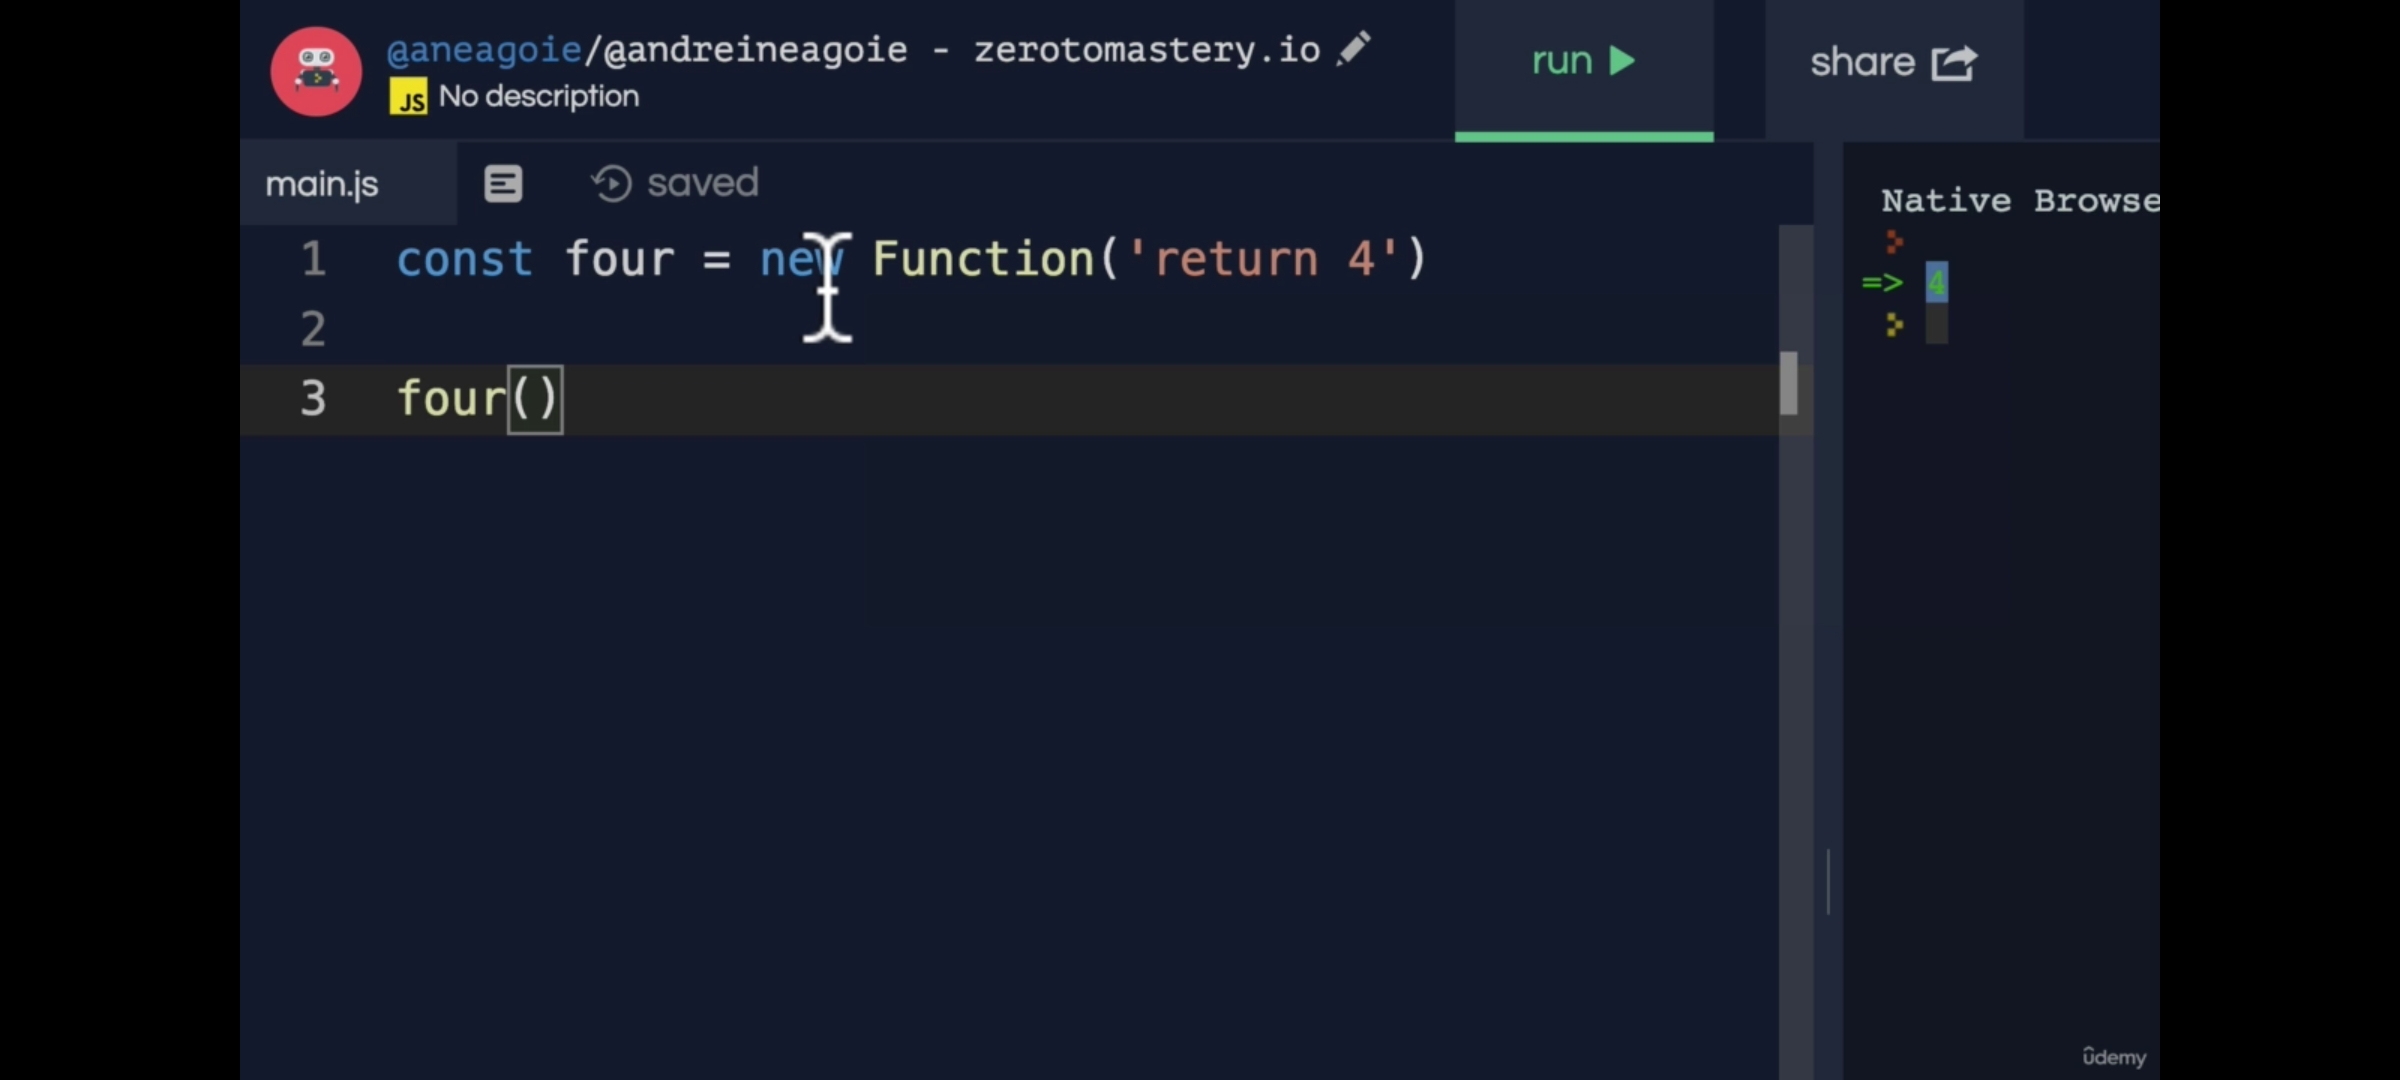 @aneagoie/@andreineagoie - zerotomastery.io
JS No description
run
share
main.js
saved
1 const four = new Function('return 4')
2
3 four()
Native Browse
=> 4
ûdemy